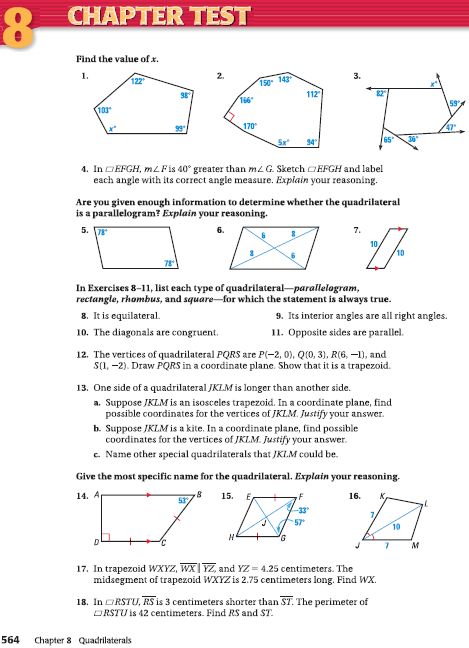 8 CHAPTER TEST
Find the value of x.
1. 122° 98° 103° x° 99°
2. 150° 143° 166° 112° 170° 5x° 94°
3. x° 82° 59° 47° 65° 36°
4. In ▱EFGH, m∠F is 40° greater than m∠G. Sketch ▱EFGH and label
each angle with its correct angle measure. Explain your reasoning.
Are you given enough information to determine whether the quadrilateral
is a parallelogram? Explain your reasoning.
5. 78° 78°
6. 6 8 8 6
7. 10 10
In Exercises 8–11, list each type of quadrilateral—parallelogram,
rectangle, rhombus, and square—for which the statement is always true.
8. It is equilateral. 9. Its interior angles are all right angles.
10. The diagonals are congruent. 11. Opposite sides are parallel.
12. The vertices of quadrilateral PQRS are P(−2, 0), Q(0, 3), R(6, −1), and
S(1, −2). Draw PQRS in a coordinate plane. Show that it is a trapezoid.
13. One side of a quadrilateral JKLM is longer than another side.
a. Suppose JKLM is an isosceles trapezoid. In a coordinate plane, find
possible coordinates for the vertices of JKLM. Justify your answer.
b. Suppose JKLM is a kite. In a coordinate plane, find possible
coordinates for the vertices of JKLM. Justify your answer.
c. Name other special quadrilaterals that JKLM could be.
Give the most specific name for the quadrilateral. Explain your reasoning.
14. A B 53° D C
15. E F 33° J 57° H G
16. K L 7 10 J 7 M
17. In trapezoid WXYZ, WX ∥ YZ, and YZ = 4.25 centimeters. The
midsegment of trapezoid WXYZ is 2.75 centimeters long. Find WX.
18. In ▱RSTU, RS is 3 centimeters shorter than ST. The perimeter of
▱RSTU is 42 centimeters. Find RS and ST.
564 Chapter 8 Quadrilaterals